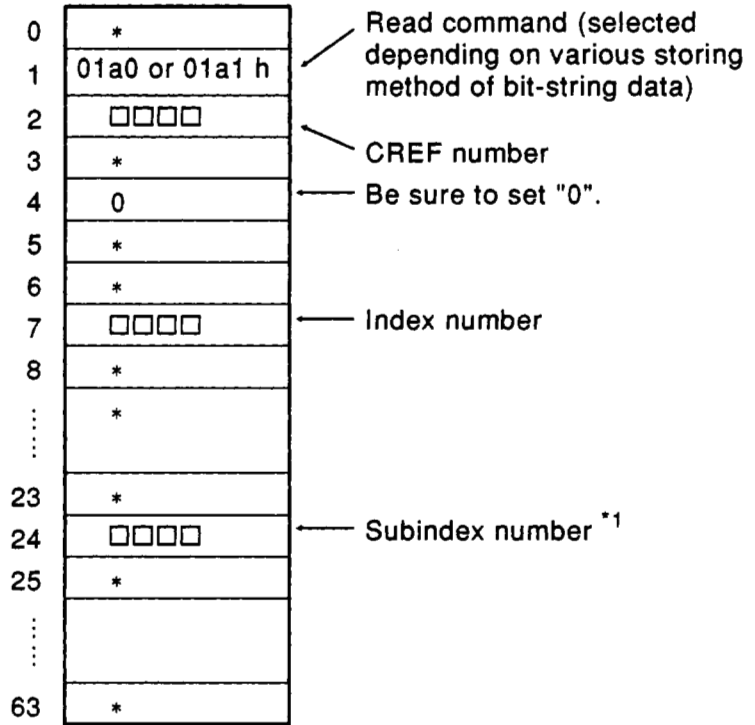 0 *
Read command (selected
depending on various storing
method of bit-string data)
1 01a0 or 01a1 h
2 □□□□
CREF number
3 *
4 0
Be sure to set "0".
5 *
6 *
7 □□□□
Index number
8 *
*
23 *
24 □□□□
Subindex number *1
25 *
63 *